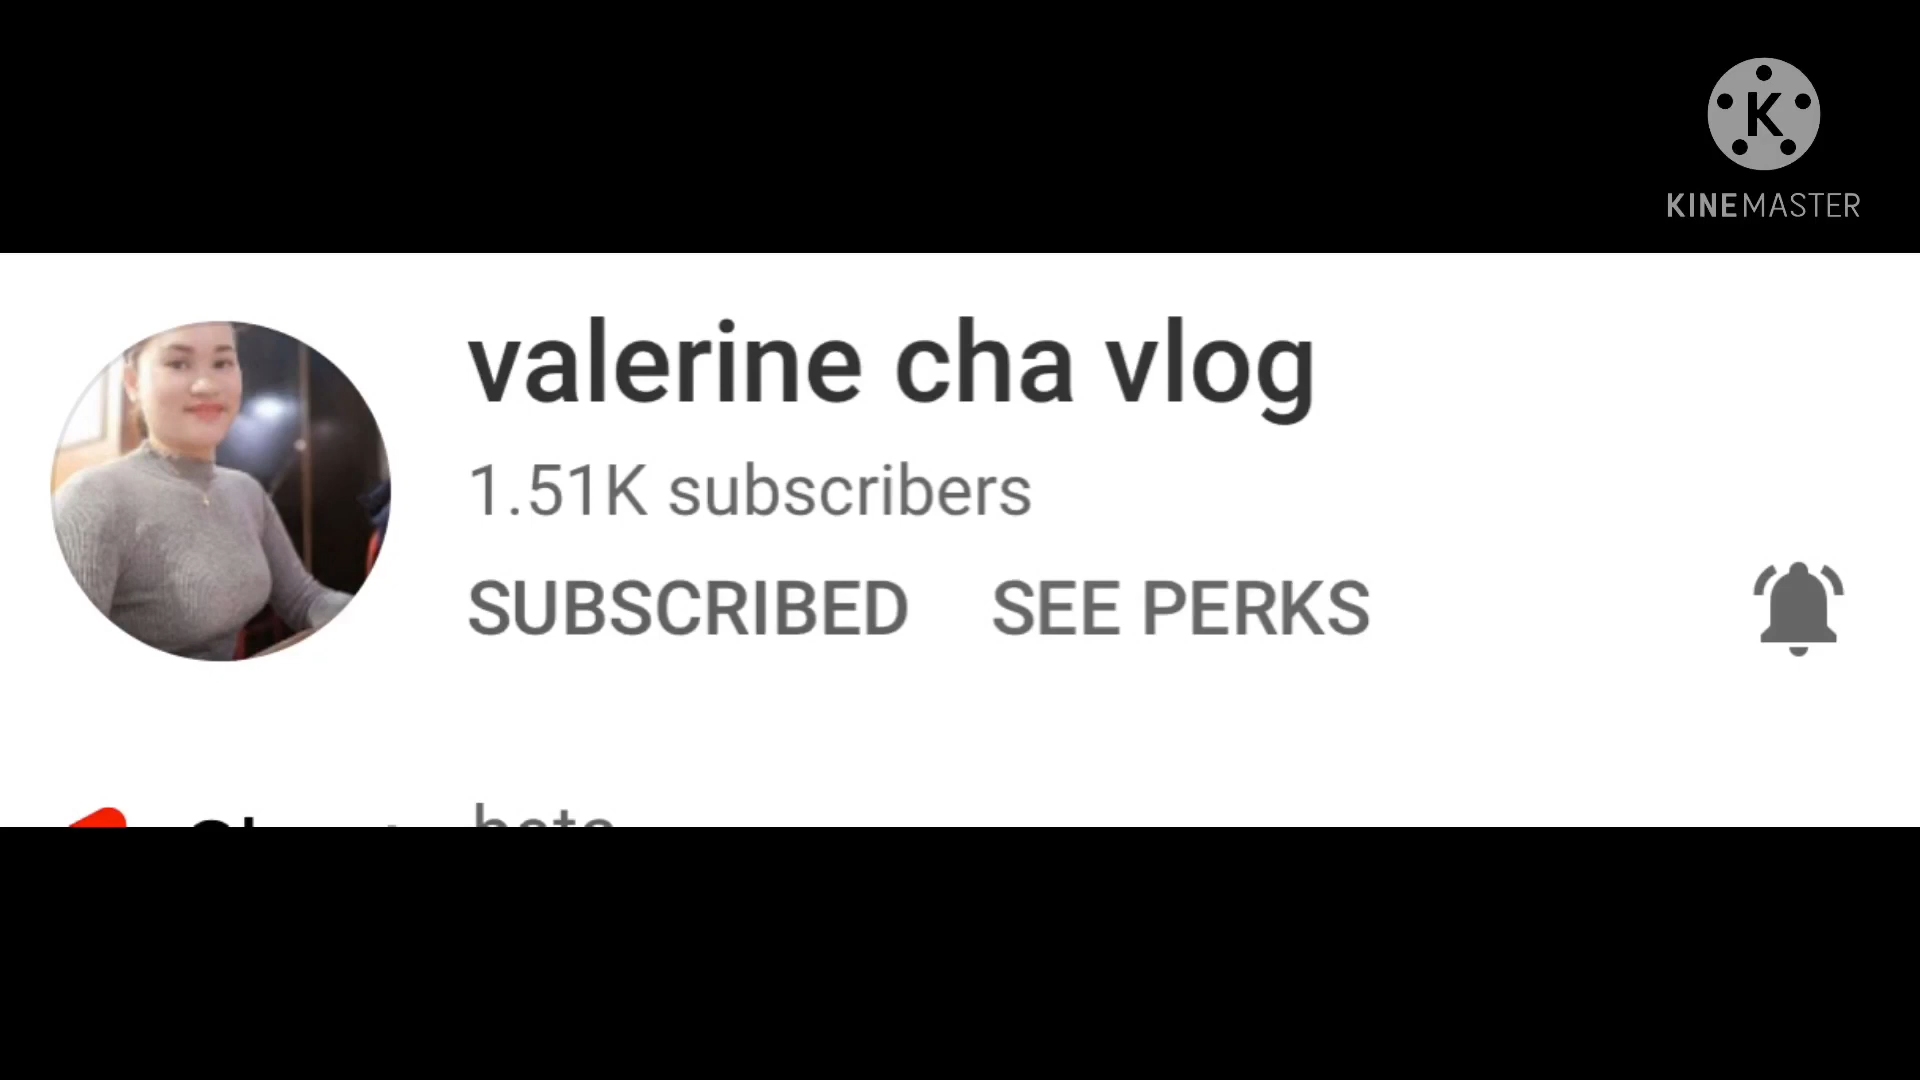 K
KINEMASTER
valerine cha vlog
1.51K subscribers
SUBSCRIBED SEE PERKS